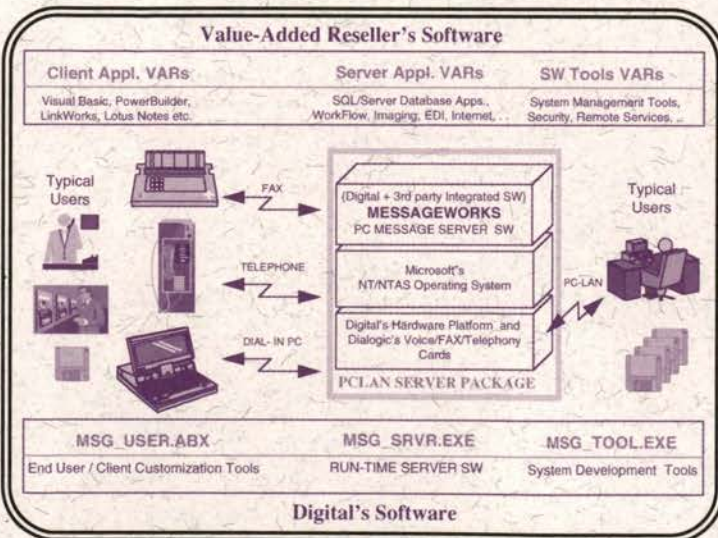 Value-Added Reseller's Software
Client Appl. VARs
Visual Basic, PowerBuilder,
LinkWorks, Lotus Notes etc.
Server Appl. VARs
SQL/Server Database Apps.,
WorkFlow, Imaging, EDI, Internet, . .
SW Tools VARs
System Management Tools,
Security, Remote Services, ..
Typical
Users
FAX
TELEPHONE
DIAL- IN PC
(Digital + 3rd party Integrated SW)
MESSAGEWORKS
PC MESSAGE SERVER SW
Microsoft"s
NT/NTAS Operating System
Digital's Hardware Platform and
Dialogic's Voice/FAX/Telephony
Cards
PCLAN SERVER PACKAGE
PC-LAN
Typical
Users
MSG_USER.ABX
End User / Client Customization Tools
MSG_SRVR.EXE
RUN-TIME SERVER SW
MSG_TOOL.EXE
System Development Tools
Digital's Software